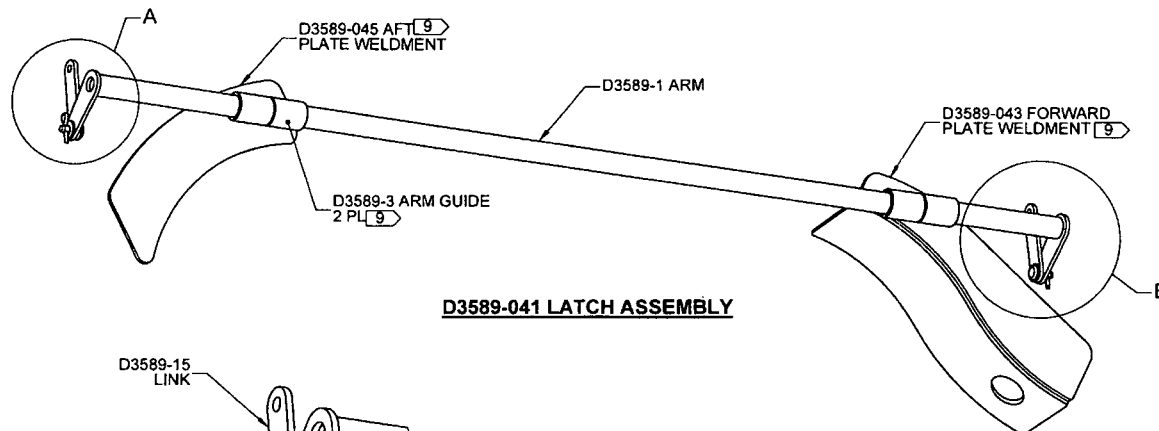 A
D3589-045 AFT 9
PLATE WELDMENT
D3589-1 ARM
D3589-043 FORWARD
PLATE WELDMENT 9
D3589-3 ARM GUIDE
2 PL 9
D3589-041 LATCH ASSEMBLY
D3589-15
LINK